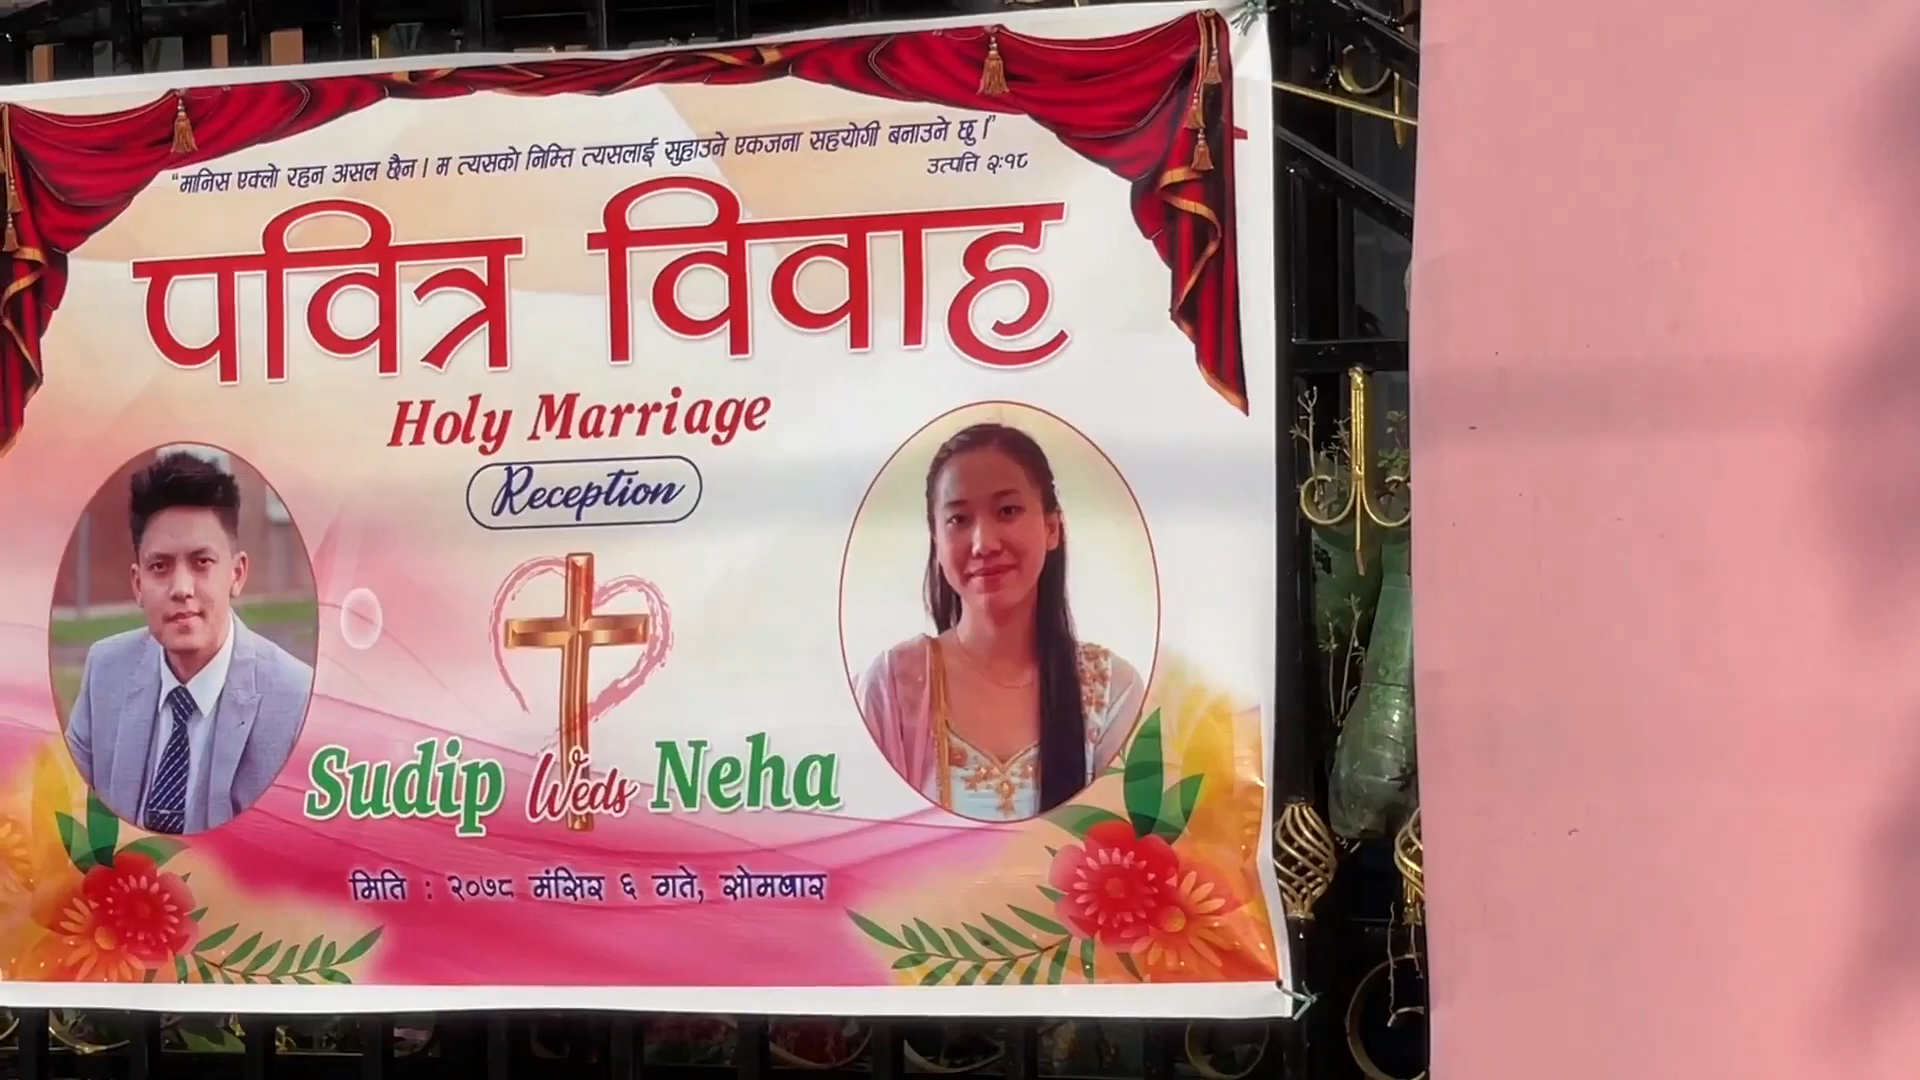 “मानिस एक्लो रहन असल छैन । म त्यसको निम्ति त्यसलाई सुहाउने एकजना सहयोगी बनाउने छु ।”
उत्पत्ति २:१८
पवित्र विवाह
Holy Marriage
Reception
Sudip Weds Neha
मिति : २०७८ मंसिर ६ गते, सोमबार